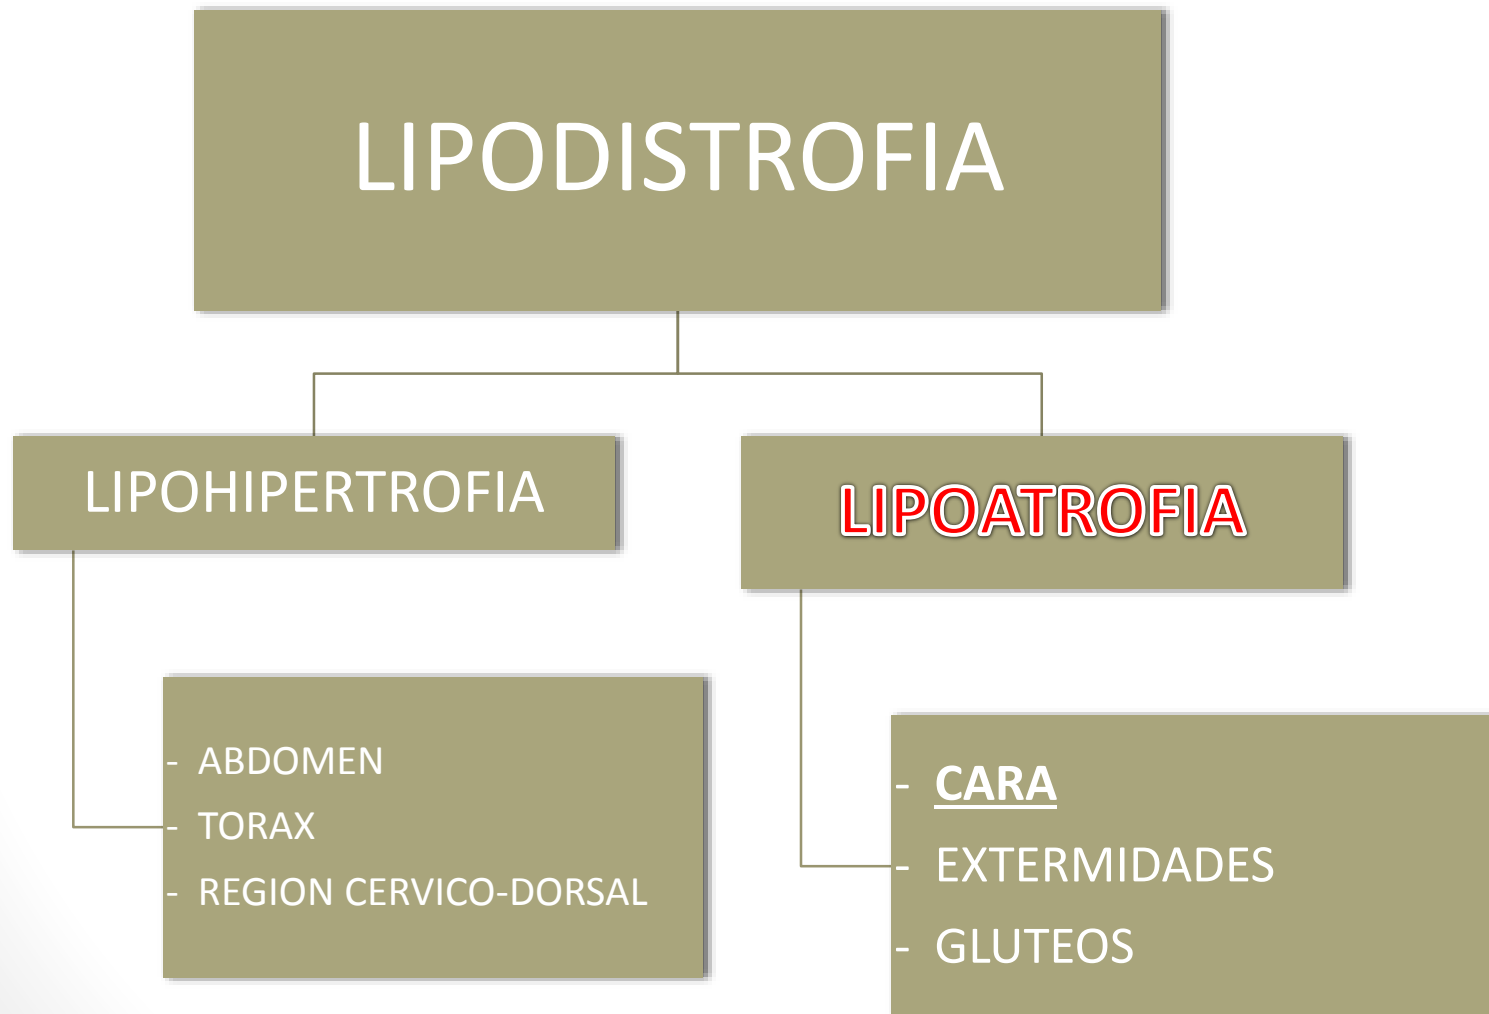 LIPODISTROFIA
LIPOHIPERTROFIA
- ABDOMEN
- TORAX
- REGION CERVICO-DORSAL
LIPOATROFIA
- CARA
- EXTERMIDADES
- GLUTEOS